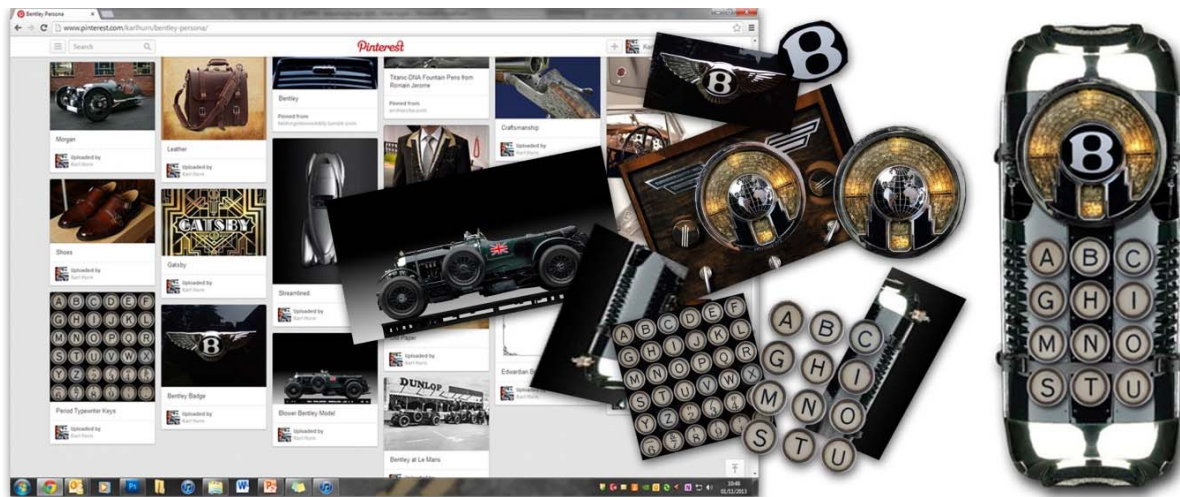 Bentley Persona
www.pinterest.com/karlhurn/bentley-persona/
Search
Pinterest
Morgan
Uploaded by
Karl Hurn
Shoes
Uploaded by
Karl Hurn
A B C D E F
G H I J K L
M N O P Q R
S T U V W X
Y Z
Period Typewriter Keys
Uploaded by
Karl Hurn
Leather
Uploaded by
Karl Hurn
GATSBY
Gatsby
Uploaded by
Karl Hurn
B
Bentley Badge
Uploaded by
Karl Hurn
Bentley
Pinned from
Streamlined
Uploaded by
Karl Hurn
Blower Bentley Model
Uploaded by
Karl Hurn
Titanic-DNA Fountain Pens from
Romain Jerome
Pinned from
Uploaded by
DUNLOP
Bentley at Le Mans
Craftsmanship
Uploaded by
Karl Hurn
B
B
A B C D E F
G H I J K L
M N O P Q R
S T U V W X
Y Z
A B C
G H I
M N O
S T U
B
A B C
G H I
M N O
S T U
10:48
01/11/2013